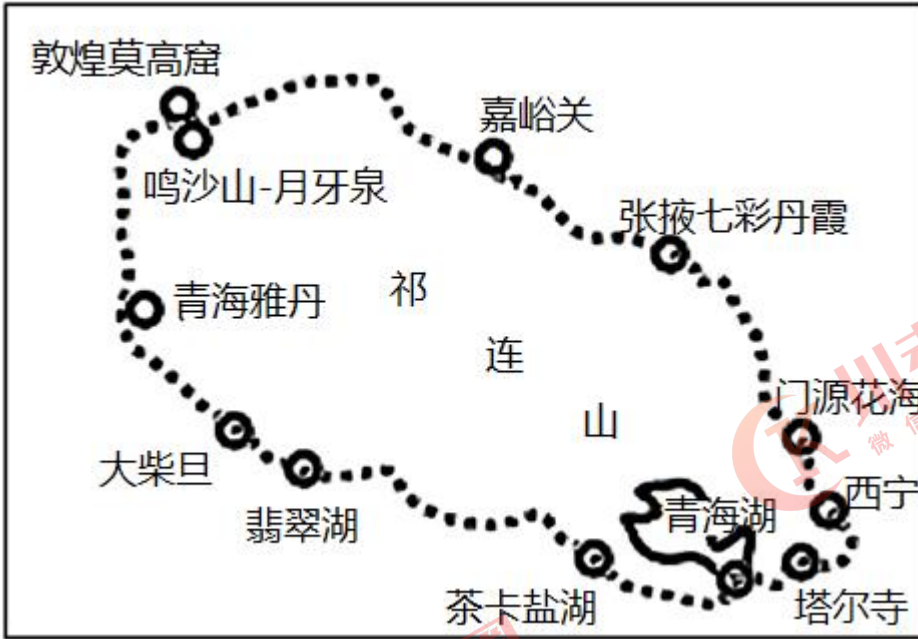 敦煌莫高窟
嘉峪关
鸣沙山-月牙泉
张掖七彩丹霞
青海雅丹
祁
连
山
门源花海
大柴旦
西宁
青海湖
翡翠湖
茶卡盐湖
塔尔寺
微信